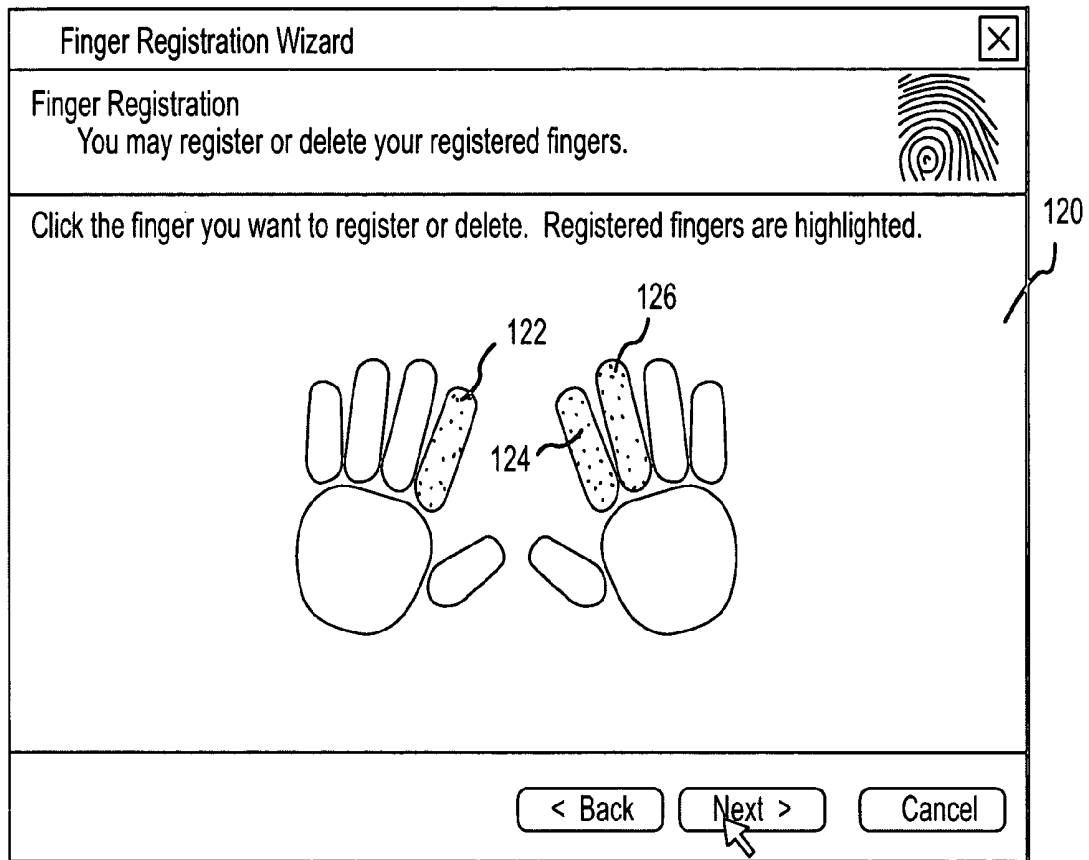 Finger Registration Wizard
Finger Registration
You may register or delete your registered fingers.
Click the finger you want to register or delete. Registered fingers are highlighted.
120
126
122
124
< Back Next > Cancel